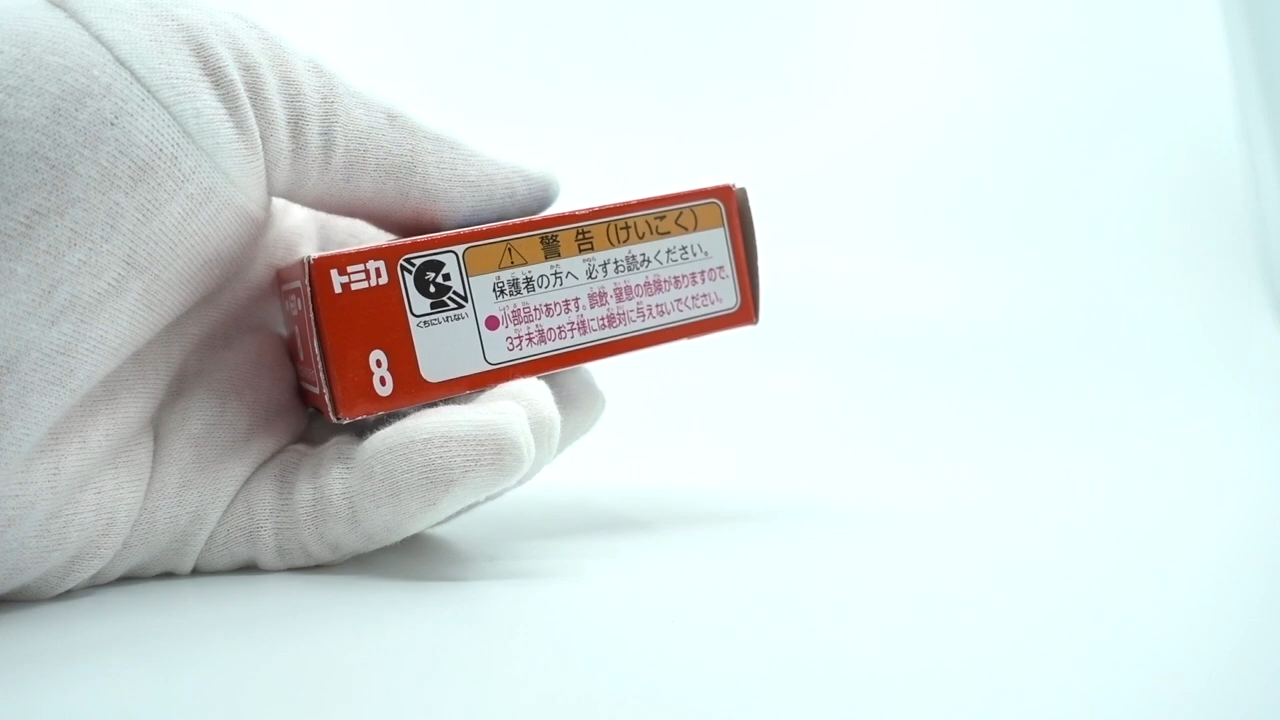 トミカ
8
くちにいれない
警告(けいこく)
保護者の方へ 必ずお読みください。
●小部品があります。誤飲・窒息の危険がありますので、
3才未満のお子様には絶対に与えないでください。